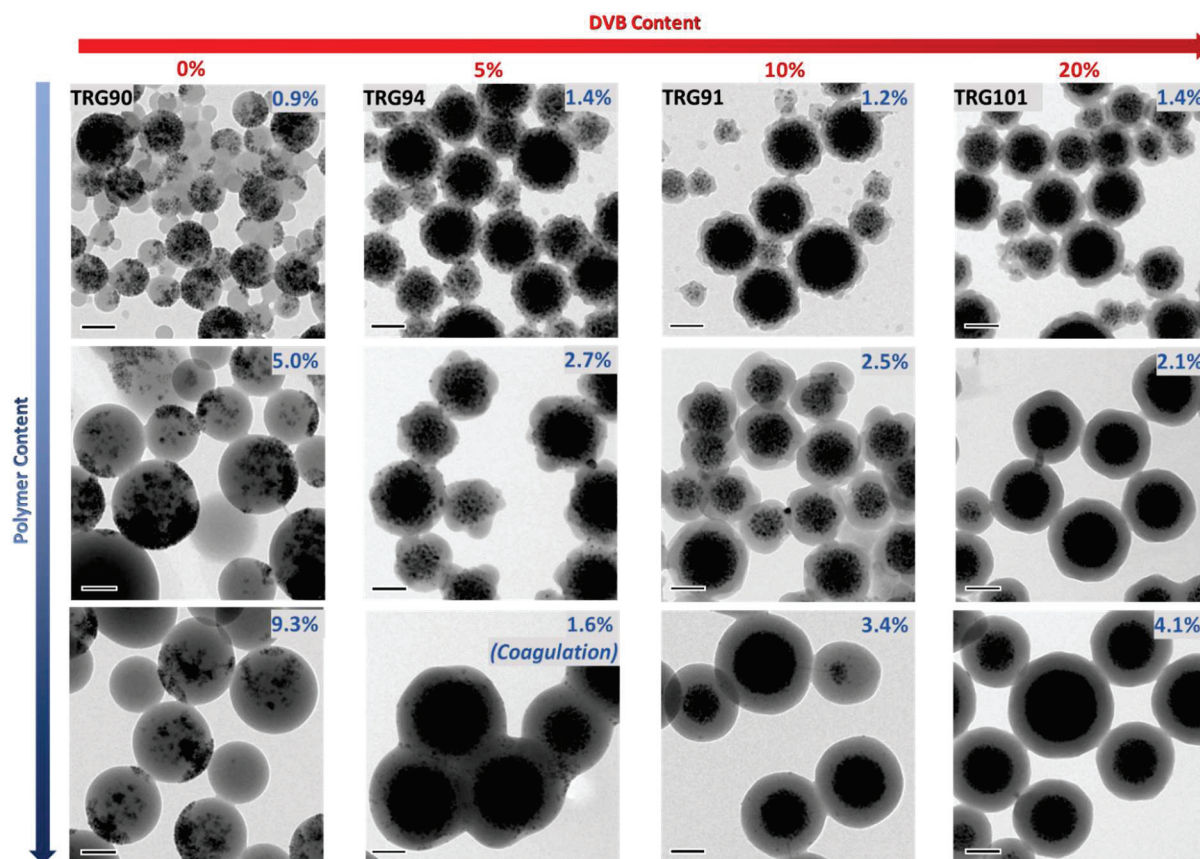 DVB Content
0%
5%
10%
20%
TRG90
0.9%
TRG94
1.4%
TRG91
1.2%
TRG101
1.4%
Polymer Content
5.0%
2.7%
2.5%
2.1%
9.3%
1.6%
(Coagulation)
3.4%
4.1%